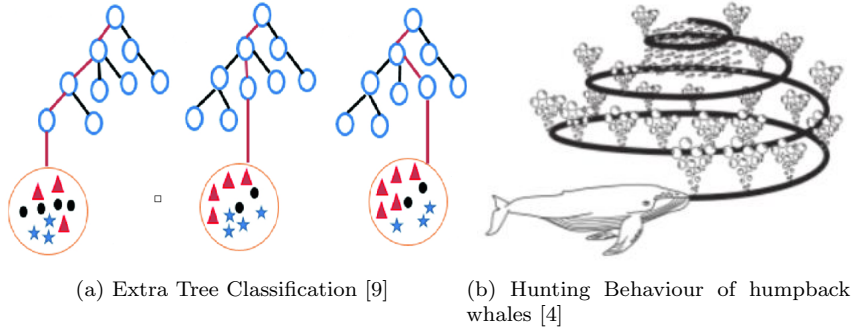 (a) Extra Tree Classification [9]
(b) Hunting Behaviour of humpback
whales [4]